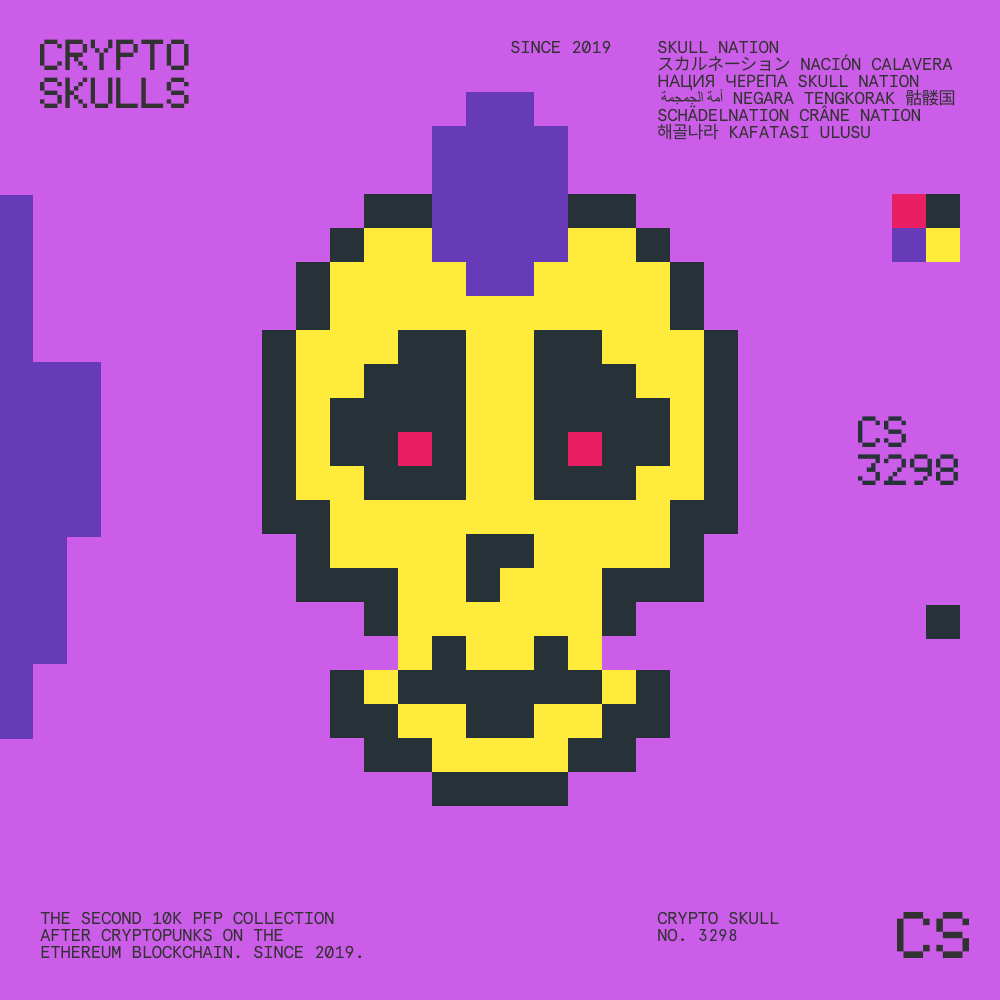 CRYPTO
SKULLS
SINCE 2019
SKULL NATION
スカルネーション NACIÓN CALAVERA
НАЦИЯ ЧЕРЕПА SKULL NATION
أمة الجمجمة NEGARA TENGKORAK 骷髅国
SCHÄDELNATION CRÂNE NATION
해골나라 KAFATASI ULUSU
CS
3298
THE SECOND 10K PFP COLLECTION
AFTER CRYPTOPUNKS ON THE
ETHEREUM BLOCKCHAIN. SINCE 2019.
CRYPTO SKULL
NO. 3298
CS